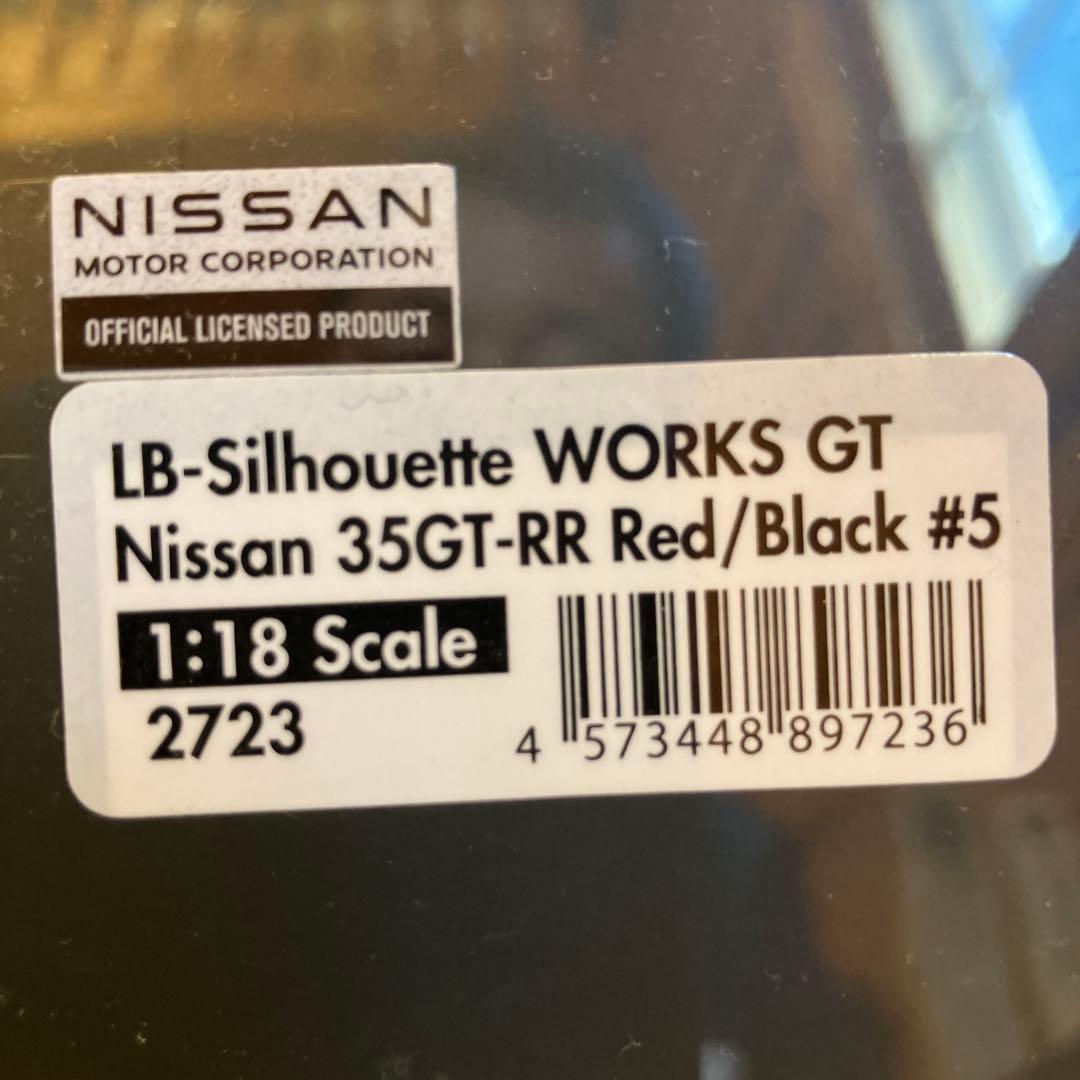 NISSAN
MOTOR CORPORATION
OFFICIAL LICENSED PRODUCT
LB-Silhouette WORKS GT
Nissan 35GT-RR Red/Black #5
1:18 Scale
2723
4 573448 897236